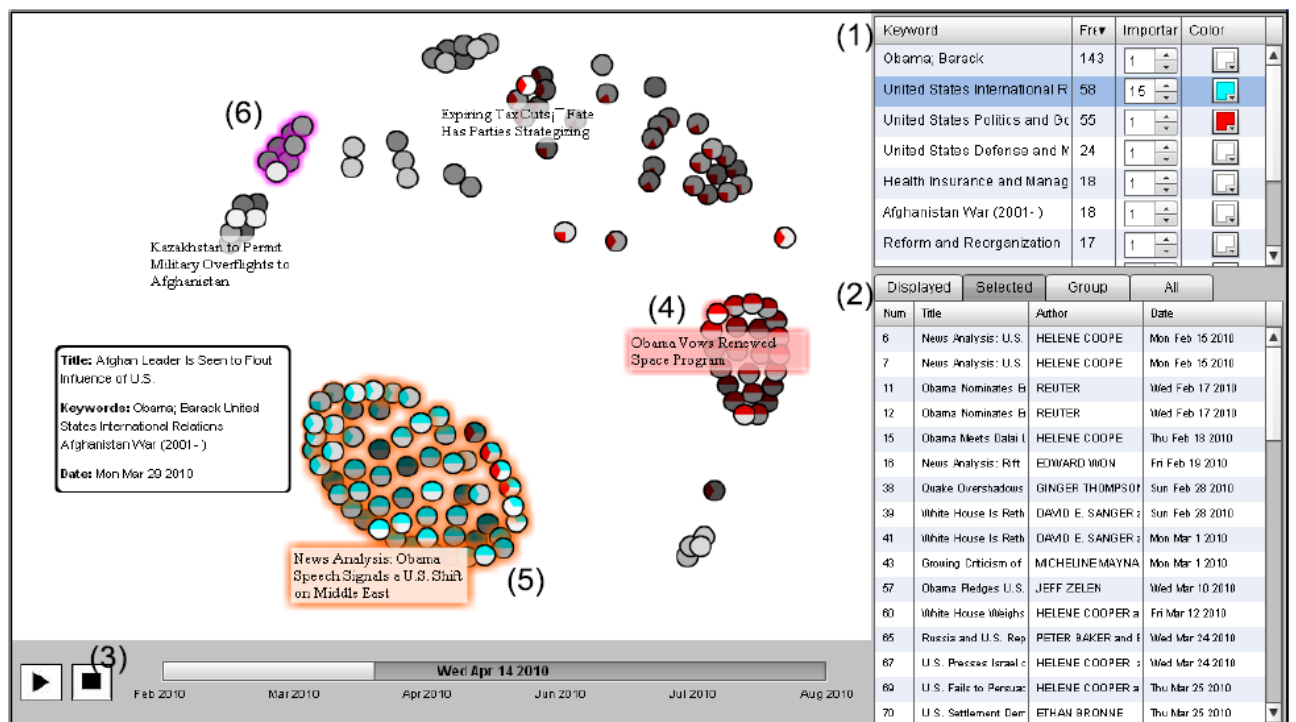 (1)
Keyword Fre▾ Importar Color
Obama; Barack 143 1
United States International R 58 15
United States Politics and Gc 55 1
United States Defense and M 24 1
Health Insurance and Manag 18 1
Afghanistan War (2001- ) 18 1
Reform and Reorganization 17 1
(6)
Expiring Tax Cuts¡¯ Fate
Has Parties Strategizing
Kazakhstan to Permit
Military Overflights to
Afghanistan
(4)
Obama Vows Renewed
Space Program
Title: Afghan Leader Is Seen to Flout
Influence of U.S.
Keywords: Obama; Barack United
States International Relations
Afghanistan War (2001- )
Date: Mon Mar 29 2010
News Analysis: Obama
Speech Signals a U.S. Shift
on Middle East
(5)
(3)
Wed Apr 14 2010
Feb 2010 Mar 2010 Apr 2010 Jun 2010 Jul 2010 Aug 2010
(2)
Displayed Selected Group All
Num Title Author Date
6 News Analysis: U.S. HELENE COOPE Mon Feb 15 2010
7 News Analysis: U.S. HELENE COOPE Mon Feb 15 2010
11 Obama Nominates E REUTER Wed Feb 17 2010
12 Obama Nominates E REUTER Wed Feb 17 2010
15 Obama Meets Dalai L HELENE COOPE Thu Feb 18 2010
16 News Analysis: Rift EDWARD WON Fri Feb 19 2010
38 Quake Overshadows GINGER THOMPSON Sun Feb 28 2010
39 White House Is Reth DAVID E. SANGER a Sun Feb 28 2010
41 White House Is Reth DAVID E. SANGER a Mon Mar 1 2010
43 Growing Criticism of MICHELINE MAYNA Mon Mar 1 2010
57 Obama Pledges U.S. JEFF ZELEN Wed Mar 10 2010
60 White House Weighs HELENE COOPER a Fri Mar 12 2010
65 Russia and U.S. Rep PETER BAKER and E Wed Mar 24 2010
67 U.S. Presses Israel c HELENE COOPER a Wed Mar 24 2010
69 U.S. Fails to Persuac HELENE COOPER a Thu Mar 25 2010
70 U.S. Settlement Dem ETHAN BRONNE Thu Mar 25 2010